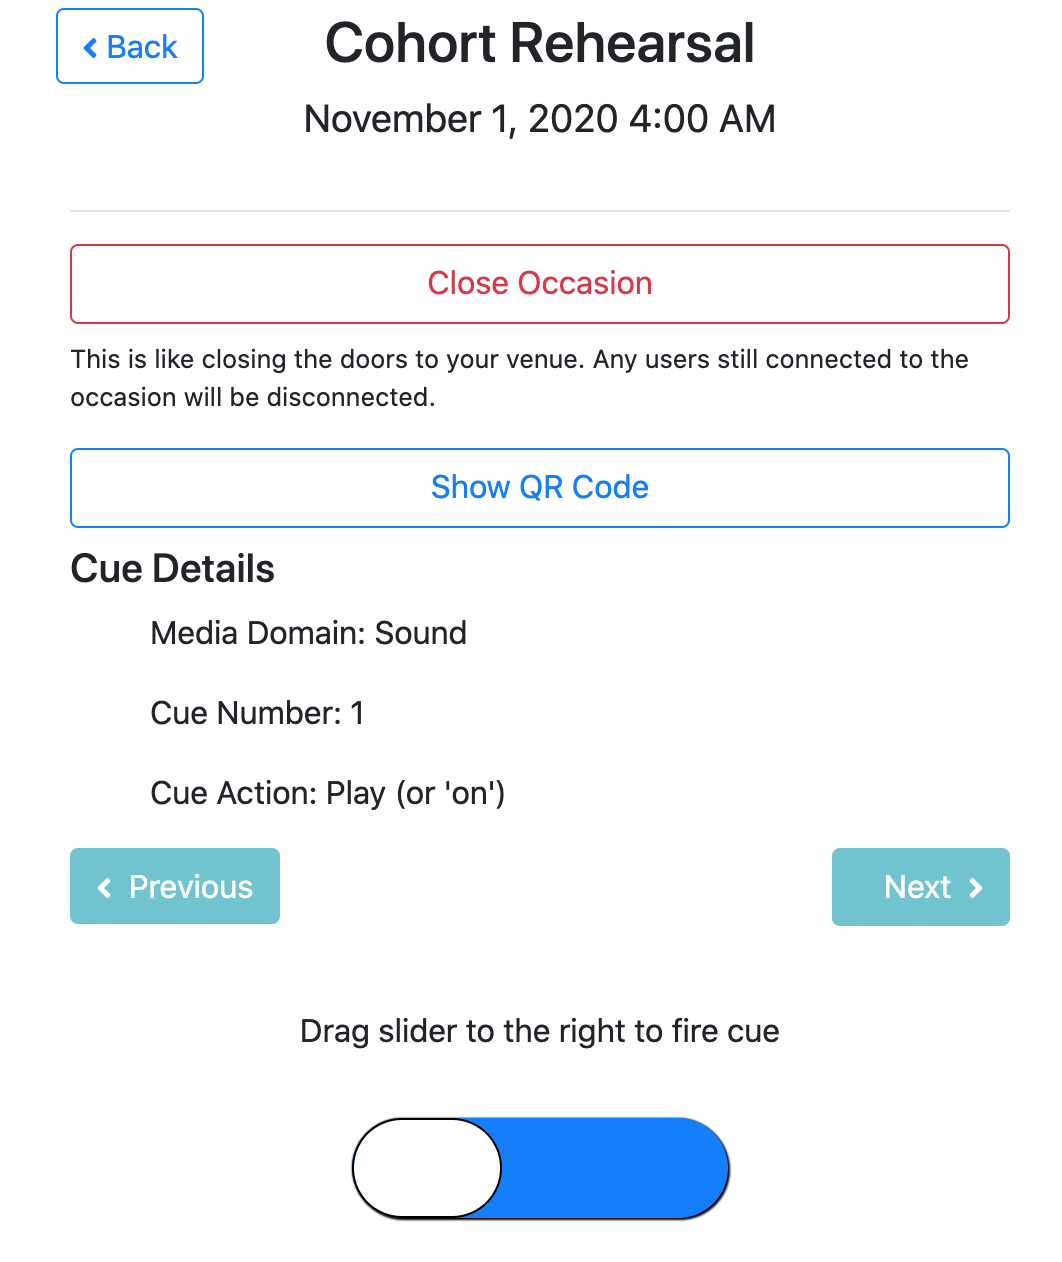 Back
Cohort Rehearsal
November 1, 2020 4:00 AM
Close Occasion
This is like closing the doors to your venue. Any users still connected to the
occasion will be disconnected.
Show QR Code
Cue Details
Media Domain: Sound
Cue Number: 1
Cue Action: Play (or 'on')
Previous
Next
Drag slider to the right to fire cue